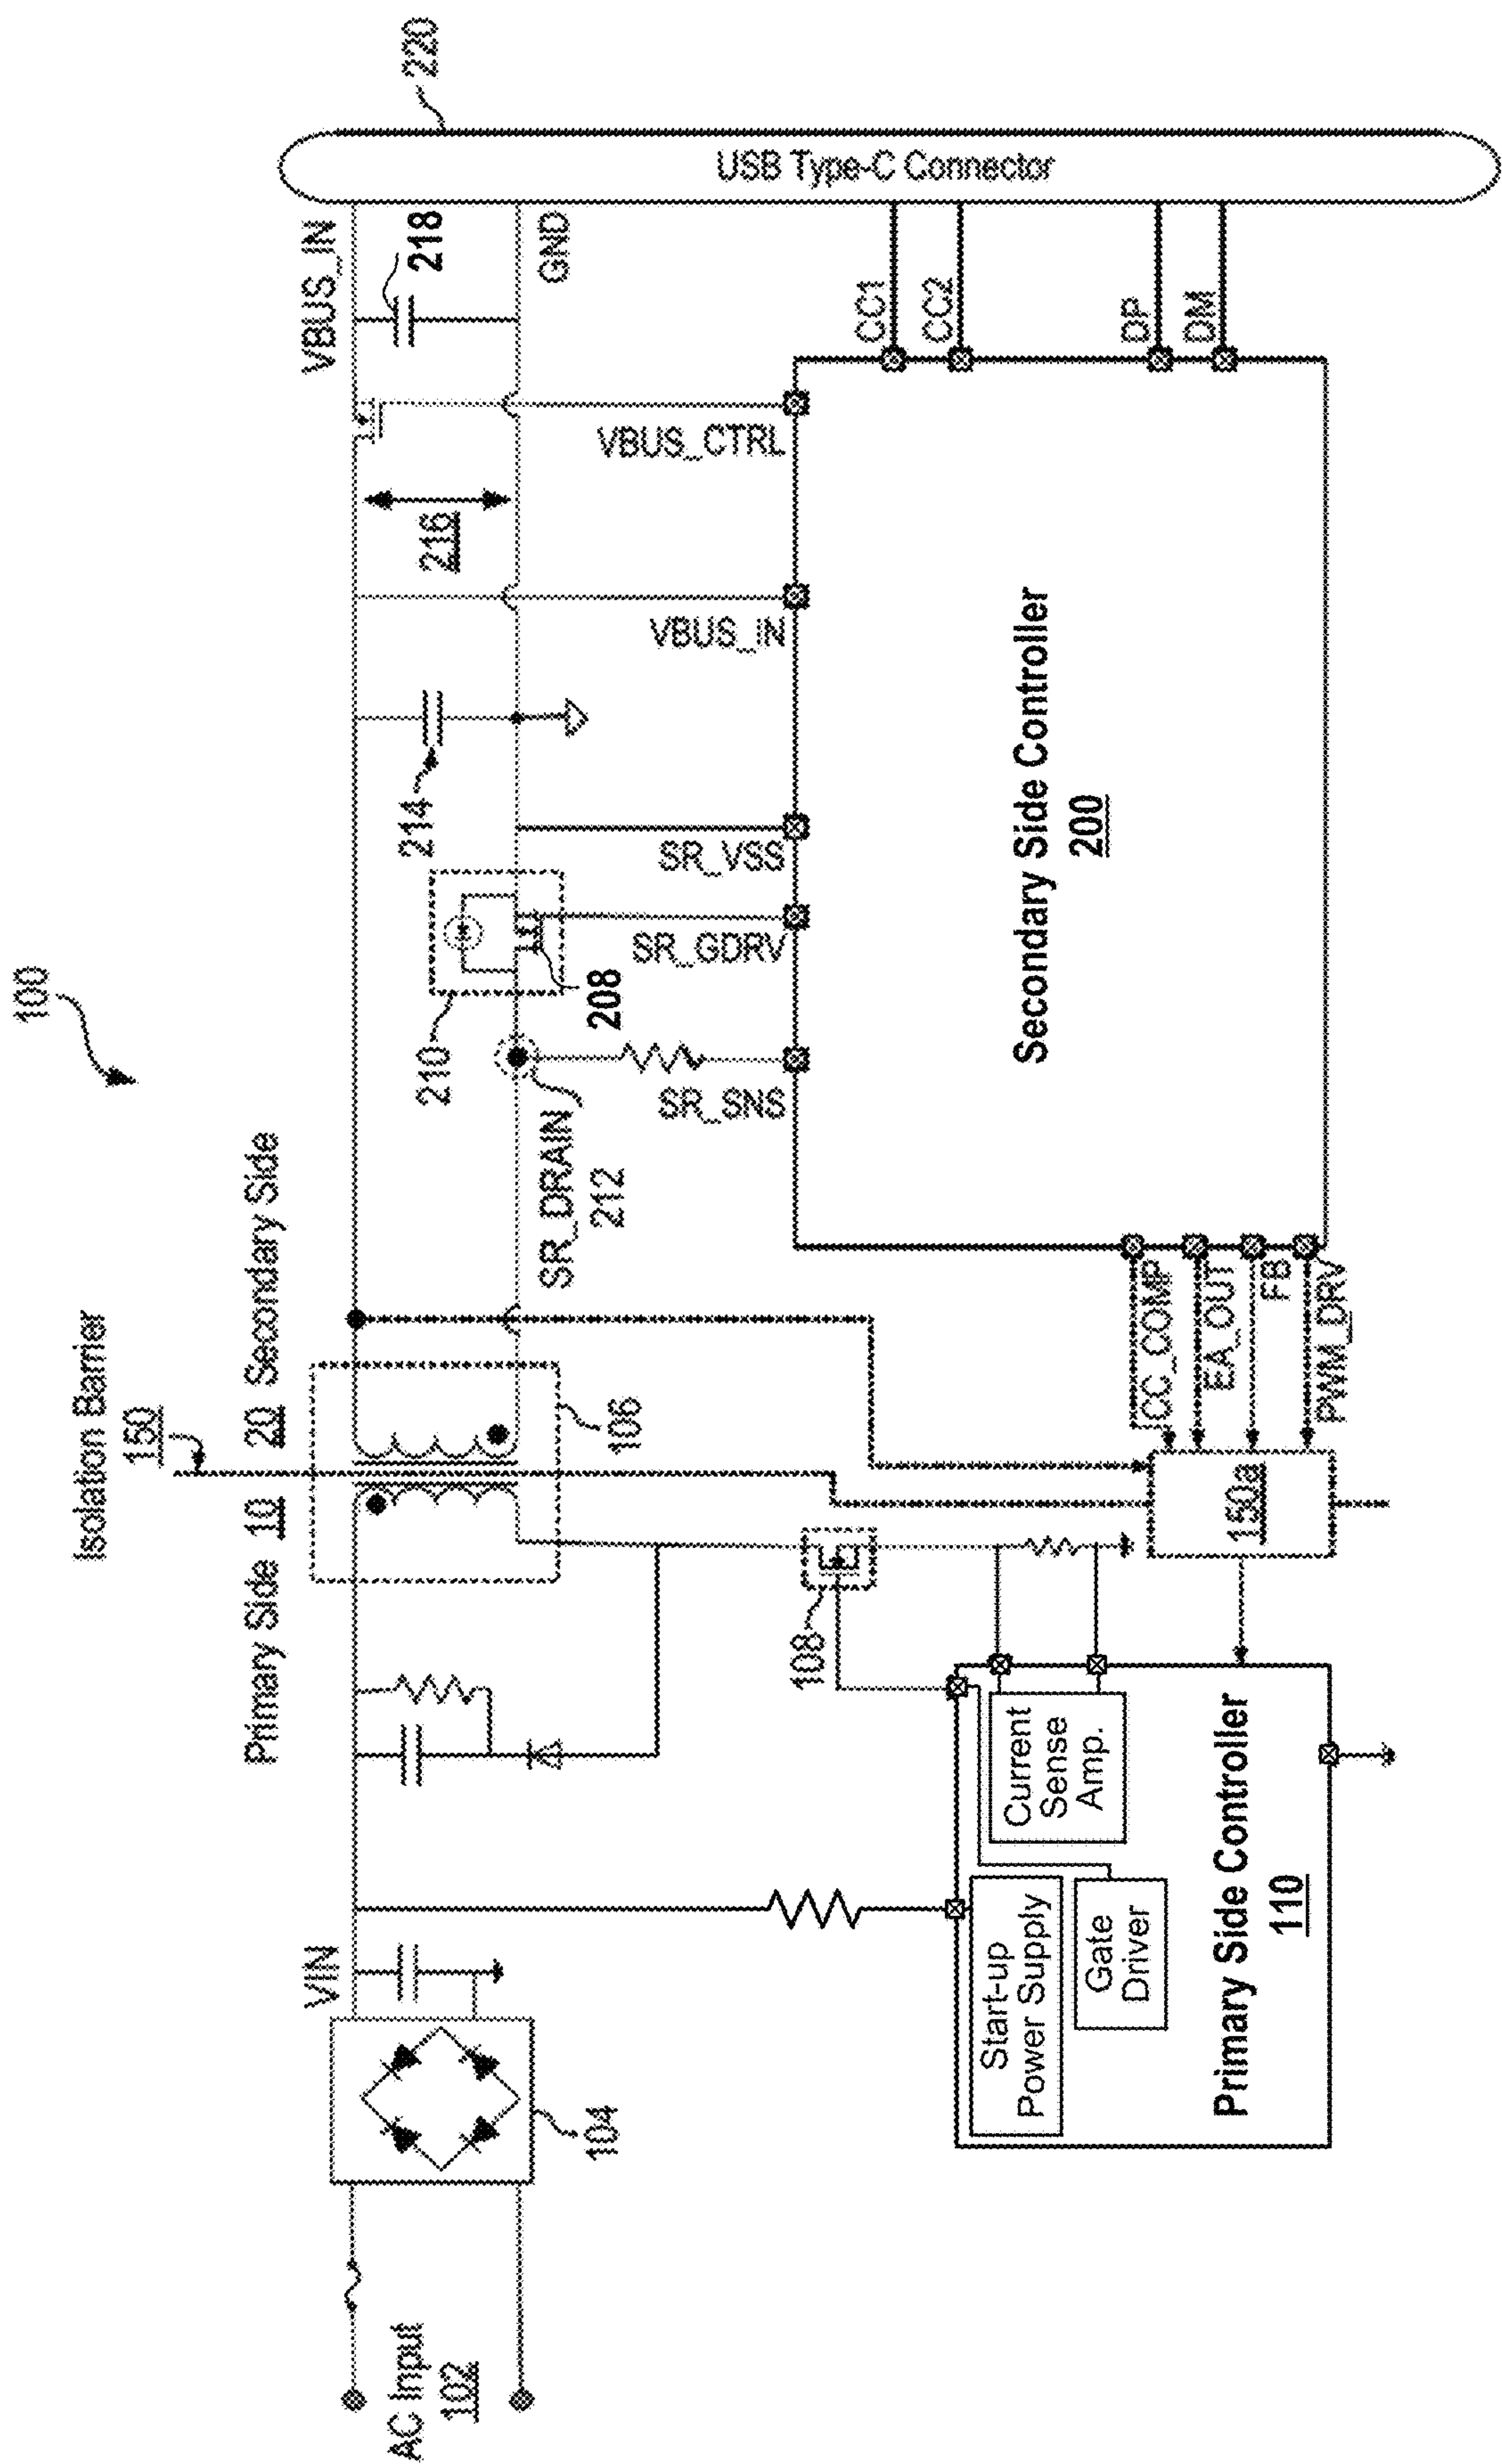 100
Isolation Barrier
150
Primary Side 10
20 Secondary Side
AC Input
102
104
VIN
106
108
SR_DRAIN
212
210
208
214
216
VBUS_IN
218
GND
220
USB Type-C Connector
SR_SNS
SR_GDRV
SR_VSS
VBUS_IN
VBUS_CTRL
CC1
CC2
DP
DM
Secondary Side Controller
200
CC_COMP
EA_OUT
FB
PWM_DRV
150a
Start-up
Power Supply
Gate
Driver
Current
Sense
Amp.
Primary Side Controller
110